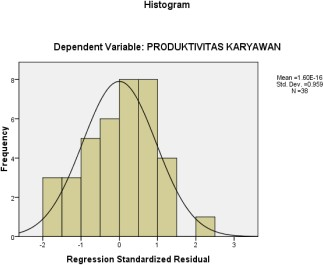 Histogram
Dependent Variable: PRODUKTIVITAS KARYAWAN
Mean =1.60E-16
Std. Dev. =0.959
N =38
Frequency
8
6
4
2
0
-2 -1 0 1 2 3
Regression Standardized Residual